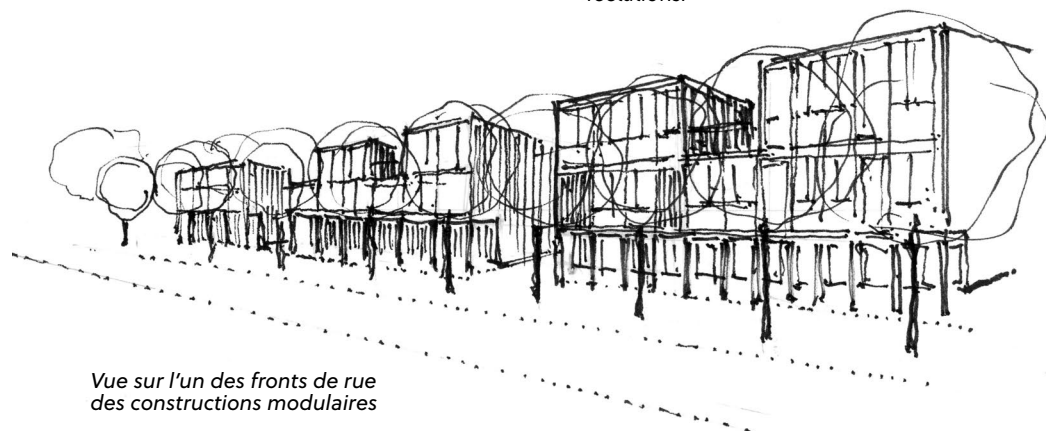 Vue sur l'un des fronts de rue
des constructions modulaires